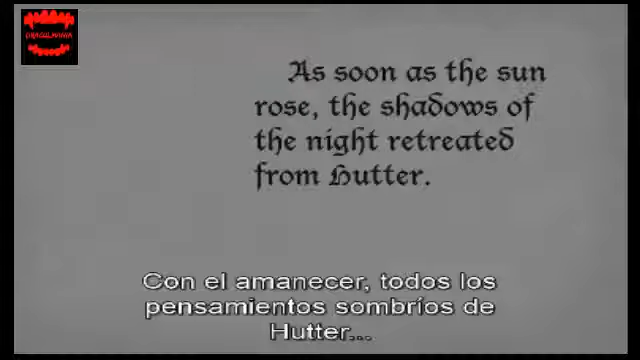 DRACULMANIA
As soon as the sun
rose, the shadows of
the night retreated
from Hutter.
Con el amanecer, todos los
pensamientos sombríos de
Hutter...